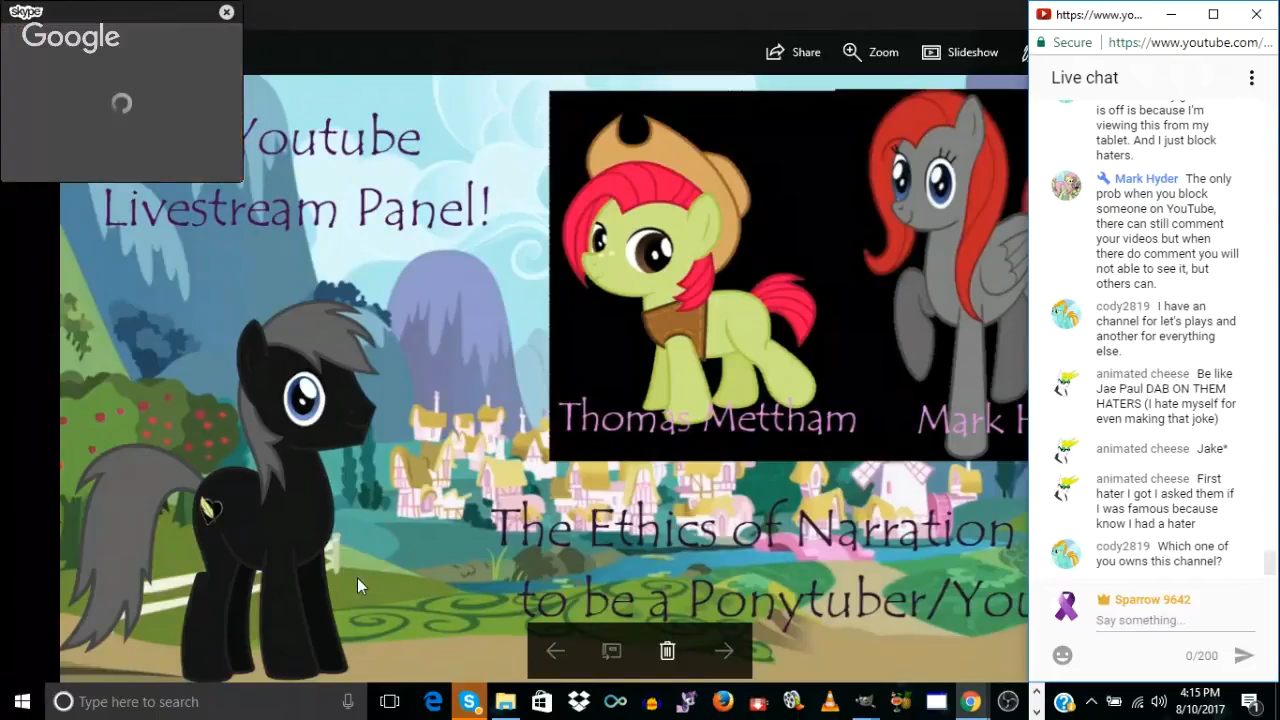 skype
Google
Share
Zoom
Slideshow
Youtube
Livestream Panel!
Thomas Mettham
Mark H
The Ethics of Narration
to be a Ponytuber/You
https://www.yo...
Secure
https://www.youtube.com/...
Live chat
is off is because I'm
viewing this from my
tablet. And I just block
haters.
Mark Hyder The only
prob when you block
someone on YouTube,
there can still comment
your videos but when
there do comment you will
not able to see it, but
others can.
cody2819 I have an
channel for let's plays and
another for everything
else.
animated cheese Be like
Jae Paul DAB ON THEM
HATERS (I hate myself for
even making that joke)
animated cheese Jake*
animated cheese First
hater I got I asked them if
I was famous because
know I had a hater
cody2819 Which one of
you owns this channel?
Sparrow 9642
Say something...
0/200
Type here to search
4:15 PM
8/10/2017
1